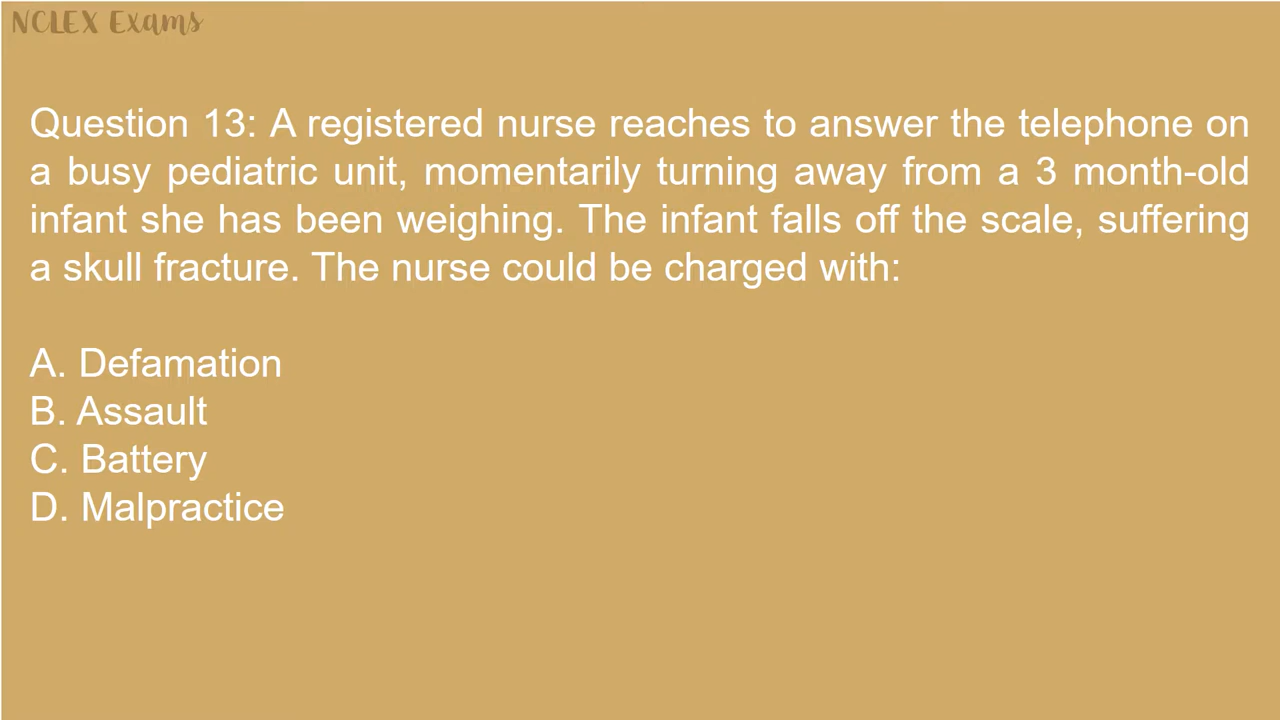 NCLEX Exams
Question 13: A registered nurse reaches to answer the telephone on
a busy pediatric unit, momentarily turning away from a 3 month-old
infant she has been weighing. The infant falls off the scale, suffering
a skull fracture. The nurse could be charged with:
A. Defamation
B. Assault
C. Battery
D. Malpractice